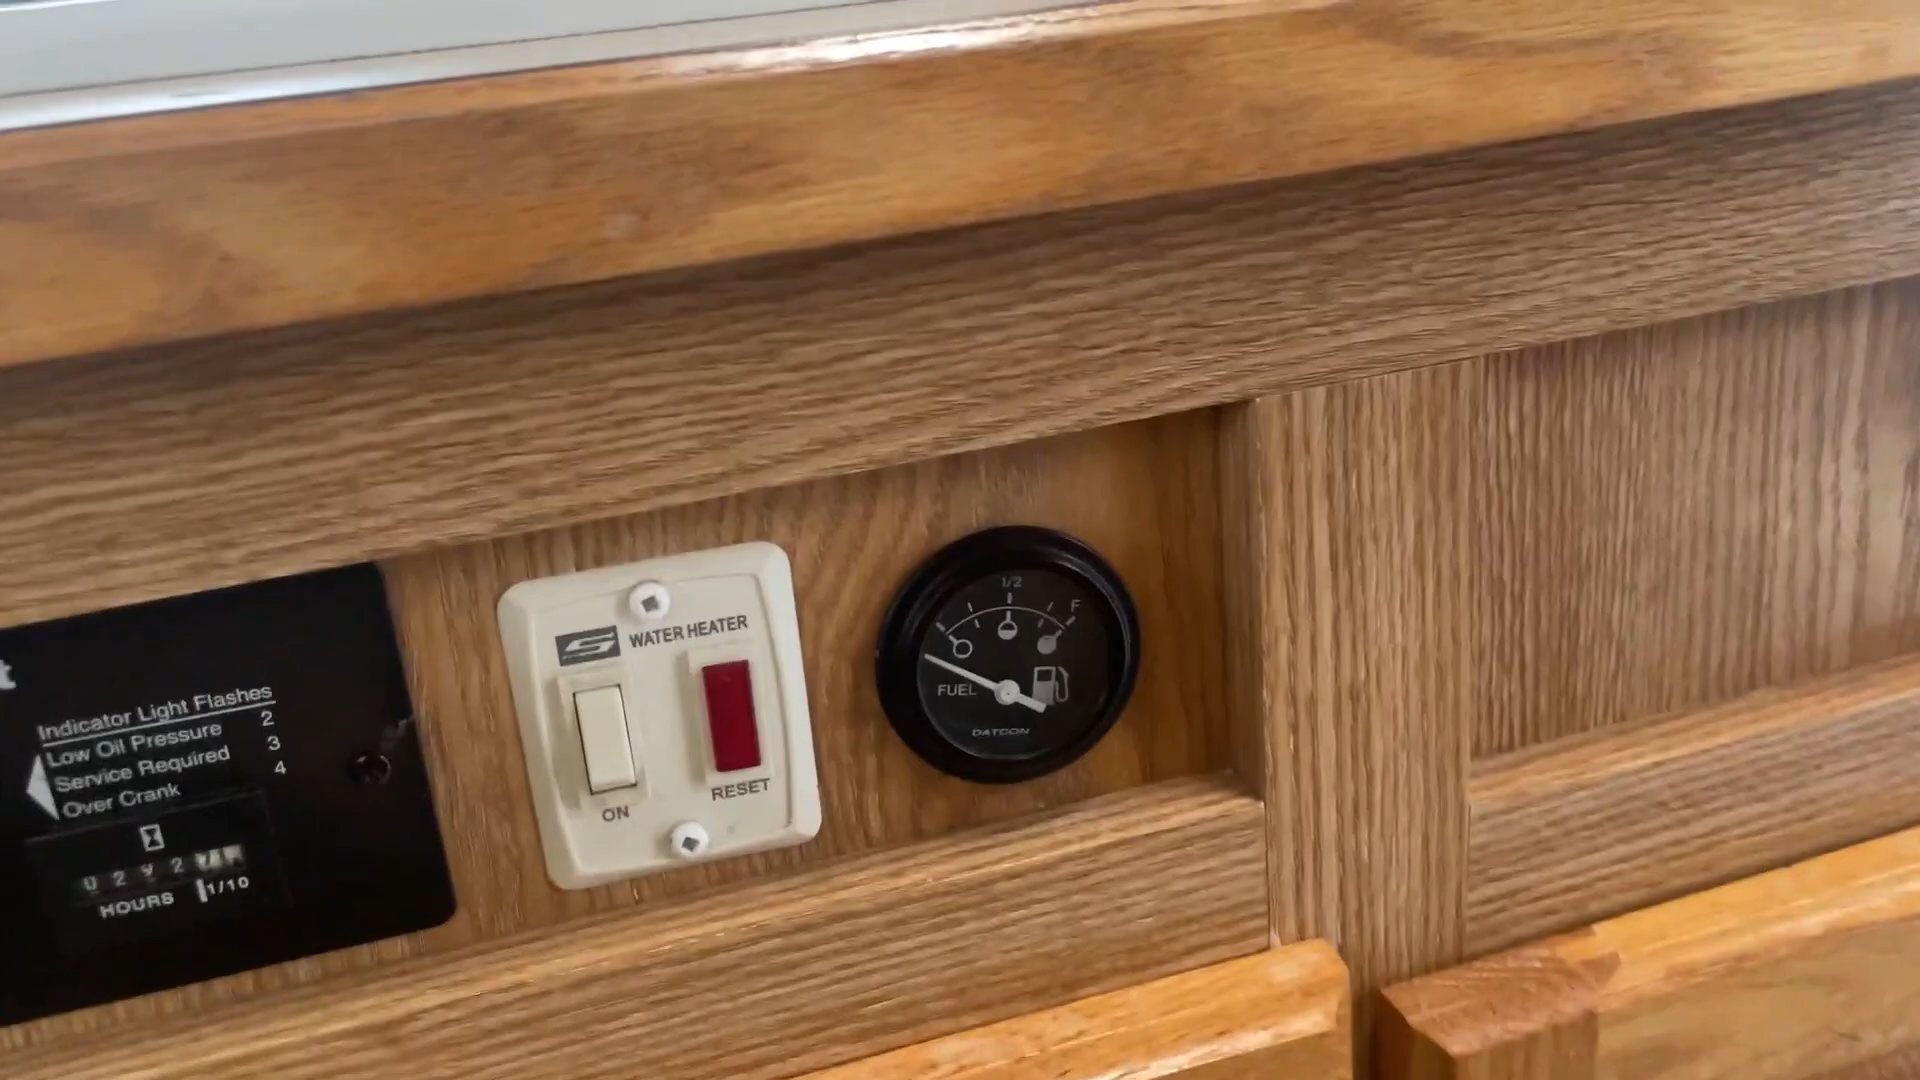 t
Indicator Light Flashes
Low Oil Pressure 2
Service Required 3
Over Crank 4
HOURS 1/10
WATER HEATER
ON
RESET
1/2
F
FUEL
DATCON